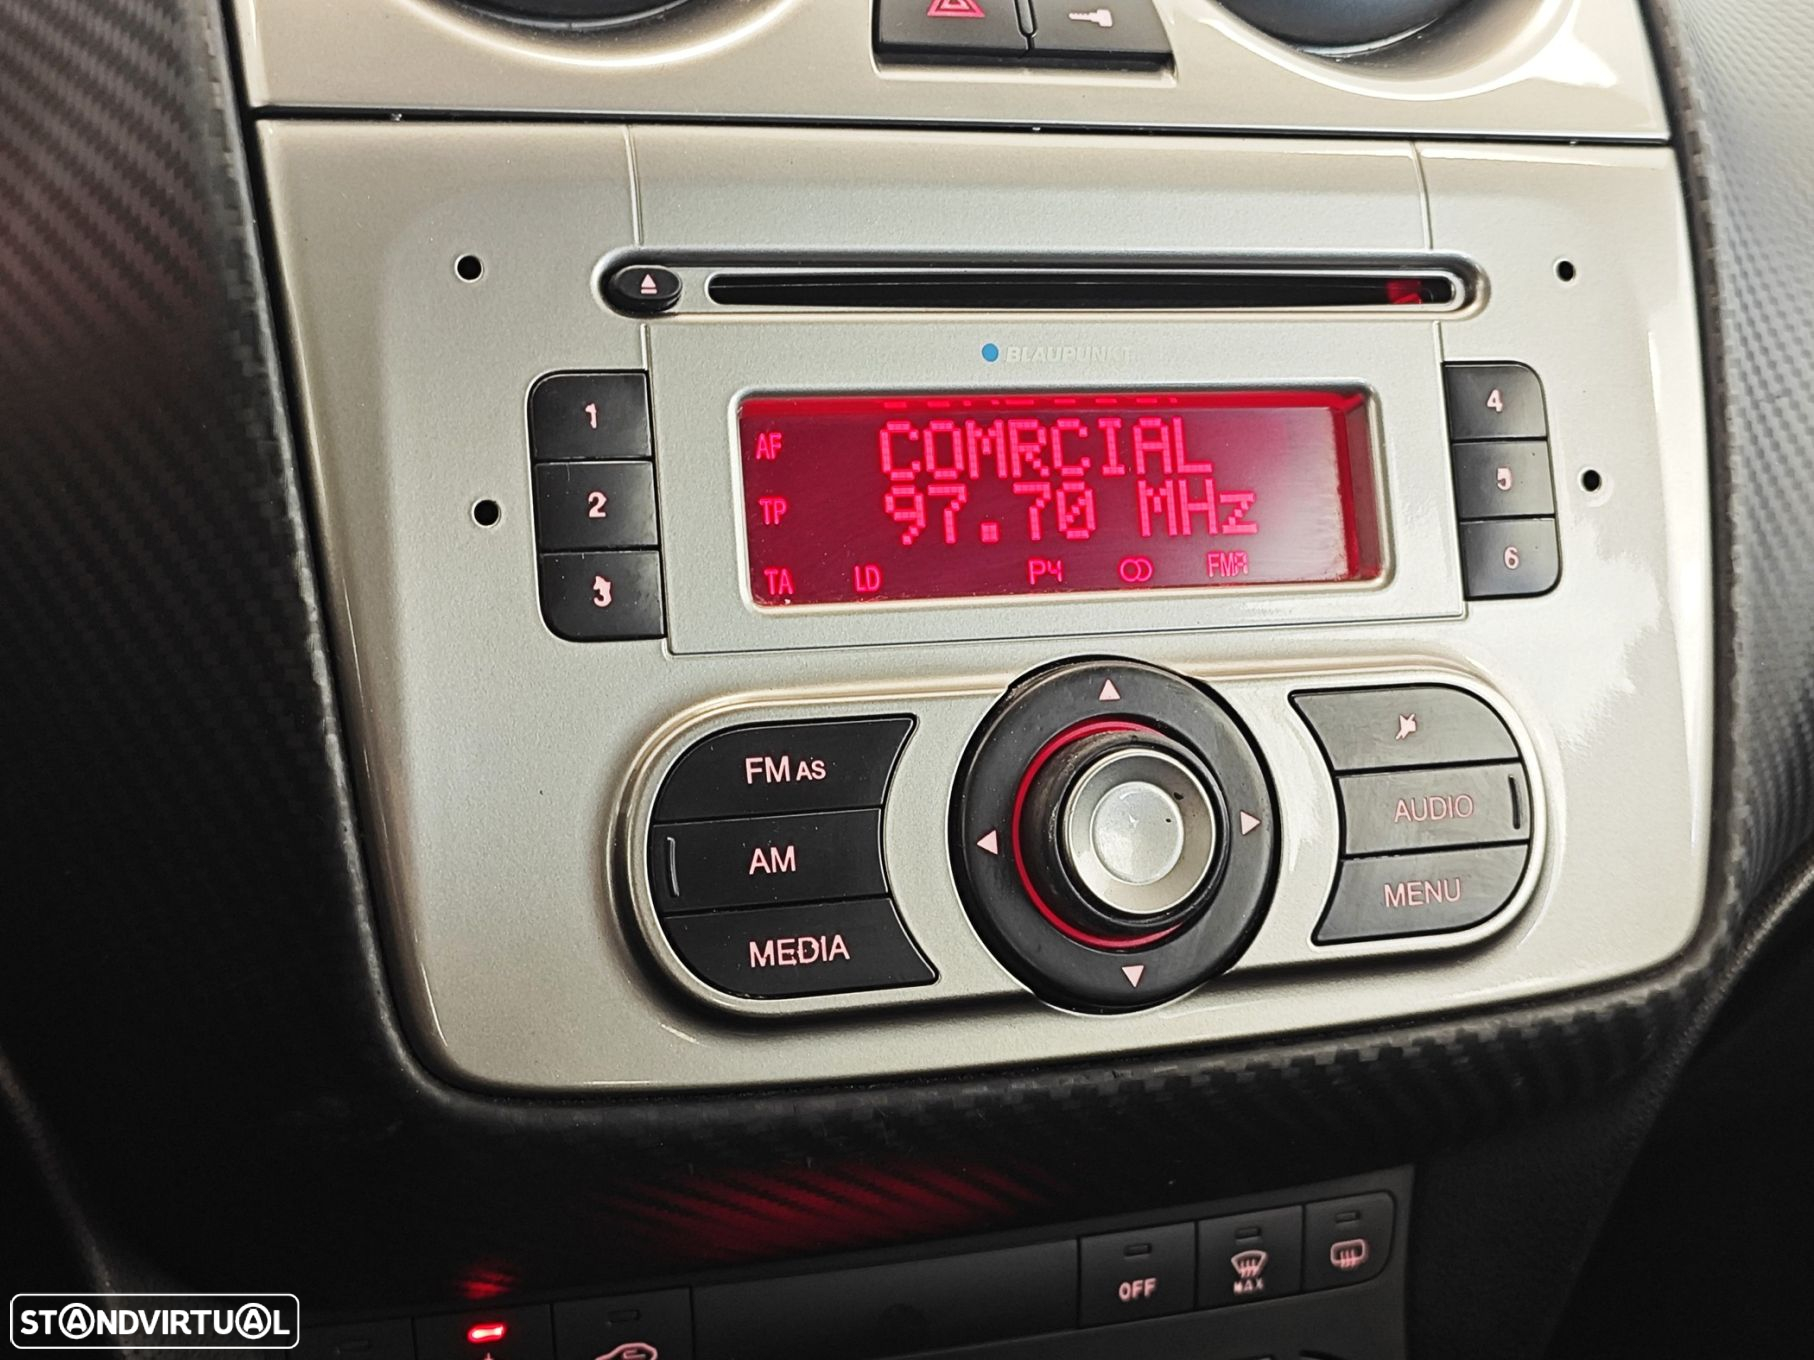 BLAUPUNKT
1
2
3
4
5
6
AF
COMRCIAL
TP
97.70 MHz
TA
LD
P4
FMA
FM AS
AM
MEDIA
AUDIO
MENU
OFF
MAX
STANDVIRTUAL